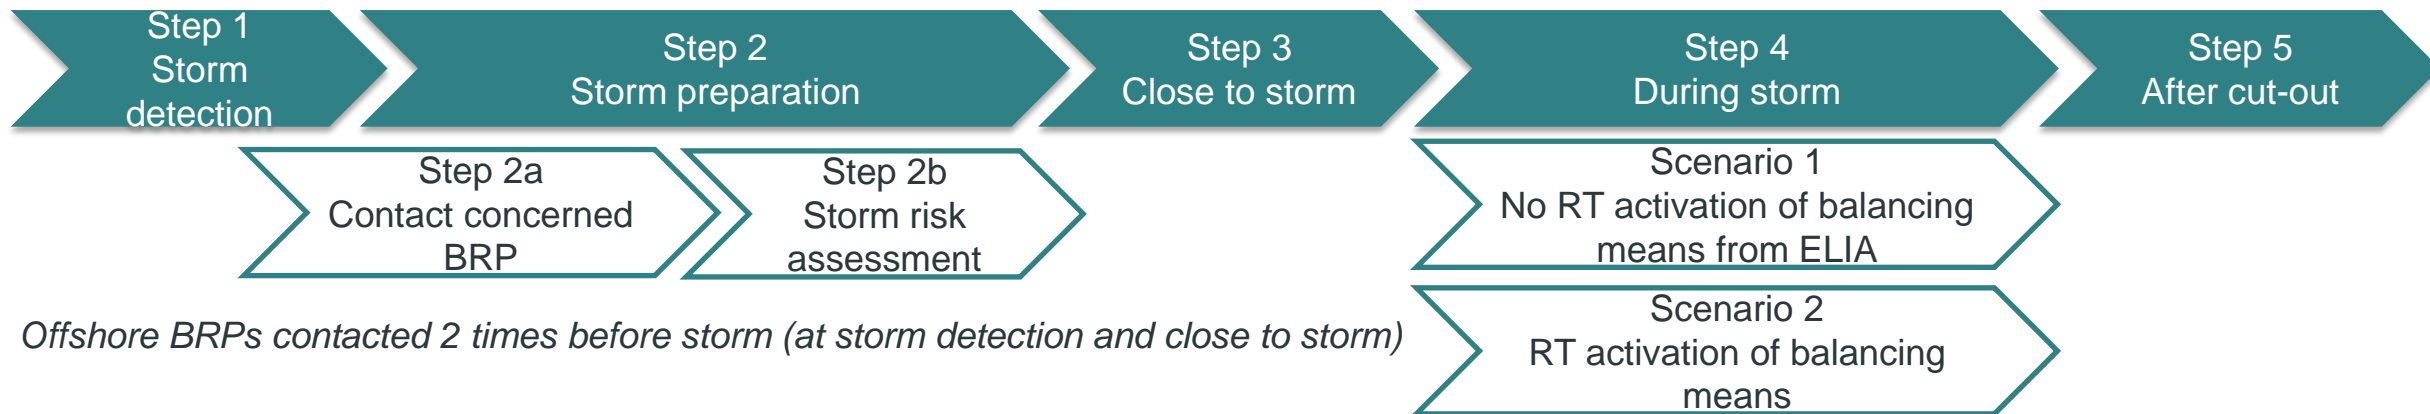 Step 1
Storm
detection
Step 2
Storm preparation
Step 3
Close to storm
Step 4
During storm
Step 5
After cut-out
Step 2a
Contact concerned
BRP
Step 2b
Storm risk
assessment
Scenario 1
No RT activation of balancing
means from ELIA
Offshore BRPs contacted 2 times before storm (at storm detection and close to storm)
Scenario 2
RT activation of balancing
means